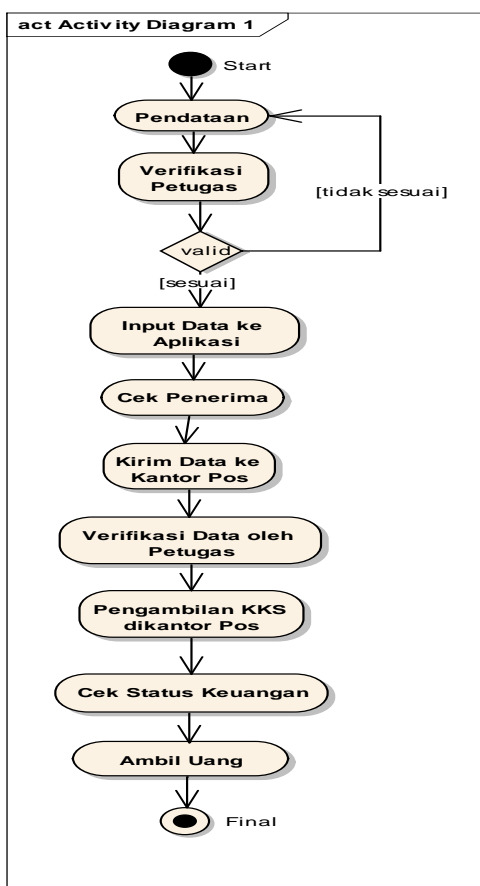 act Activity Diagram 1
Start
Pendataan
Verifikasi
Petugas
[tidak sesuai]
valid
[sesuai]
Input Data ke
Aplikasi
Cek Penerima
Kirim Data ke
Kantor Pos
Verifikasi Data oleh
Petugas
Pengambilan KKS
dikantor Pos
Cek Status Keuangan
Ambil Uang
Final